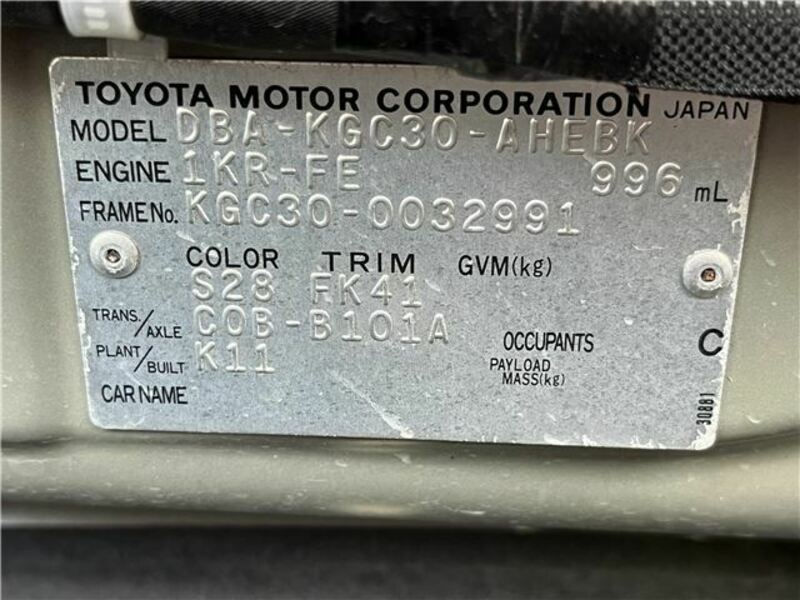 TOYOTA MOTOR CORPORATION JAPAN
MODEL DBA-KGC30-AHEBK
ENGINE 1KR-FE 996 mL
FRAME No. KGC30-0032991
COLOR TRIM GVM(kg)
S28 FK41
TRANS./AXLE C0B-B101A
OCCUPANTS C
PLANT/BUILT K11
PAYLOAD MASS(kg)
CAR NAME
30881